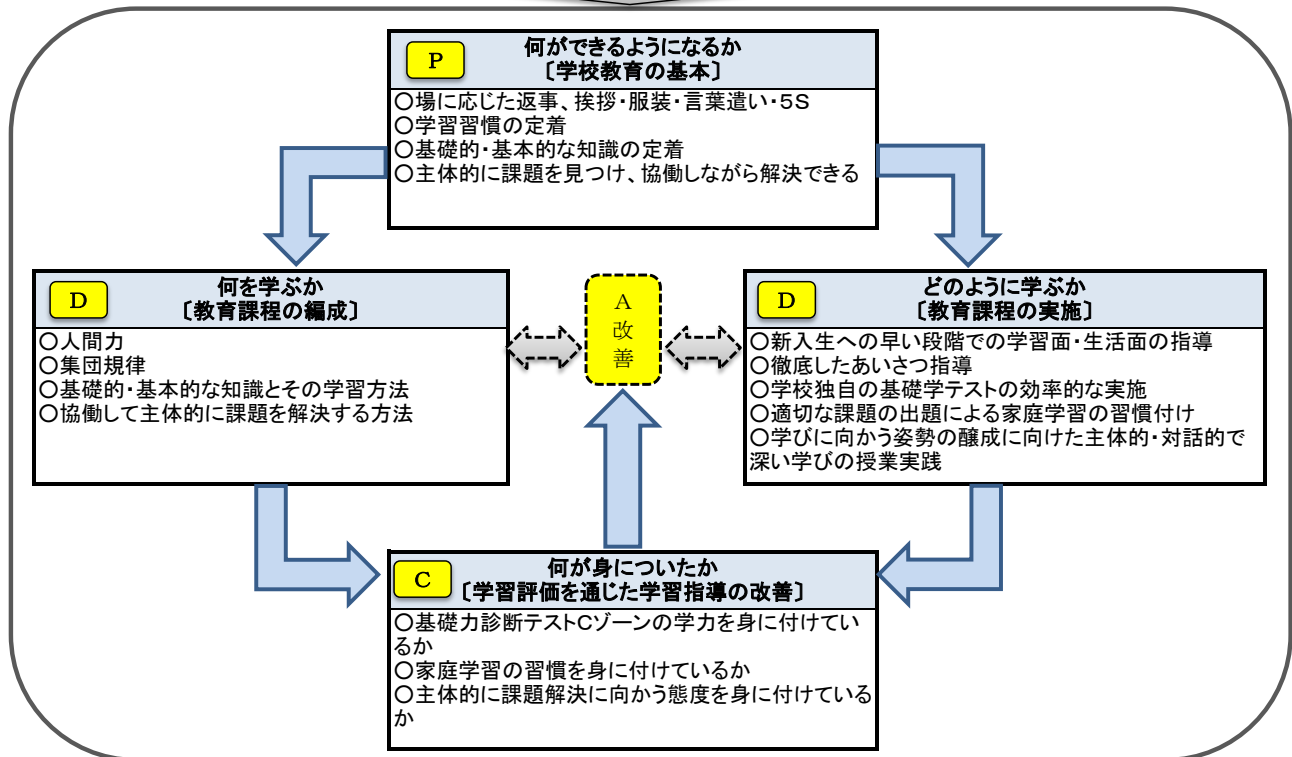 P
何ができるようになるか
〔学校教育の基本〕
○場に応じた返事、挨拶・服装・言葉遣い・5S
○学習習慣の定着
○基礎的・基本的な知識の定着
○主体的に課題を見つけ、協働しながら解決できる
D
何を学ぶか
〔教育課程の編成〕
○人間力
○集団規律
○基礎的・基本的な知識とその学習方法
○協働して主体的に課題を解決する方法
A
改
善
D
どのように学ぶか
〔教育課程の実施〕
○新入生への早い段階での学習面・生活面の指導
○徹底したあいさつ指導
○学校独自の基礎学テストの効率的な実施
○適切な課題の出題による家庭学習の習慣付け
○学びに向かう姿勢の醸成に向けた主体的・対話的で
深い学びの授業実践
C
何が身についたか
〔学習評価を通じた学習指導の改善〕
○基礎力診断テストCゾーンの学力を身に付けてい
るか
○家庭学習の習慣を身に付けているか
○主体的に課題解決に向かう態度を身に付けている
か